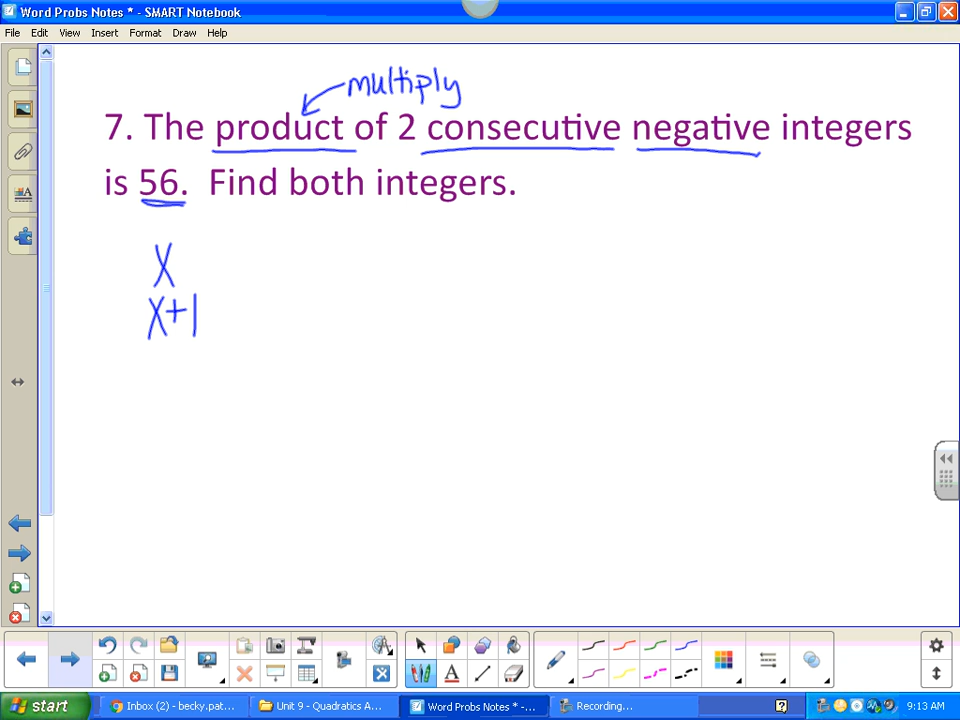 Word Probs Notes * - SMART Notebook
File Edit View Insert Format Draw Help
multiply
7. The product of 2 consecutive negative integers
is 56. Find both integers.
x
x+1
start
Inbox (2) - becky.pat...
Unit 9 - Quadratics A...
Word Probs Notes * -...
Recording...
9:13 AM